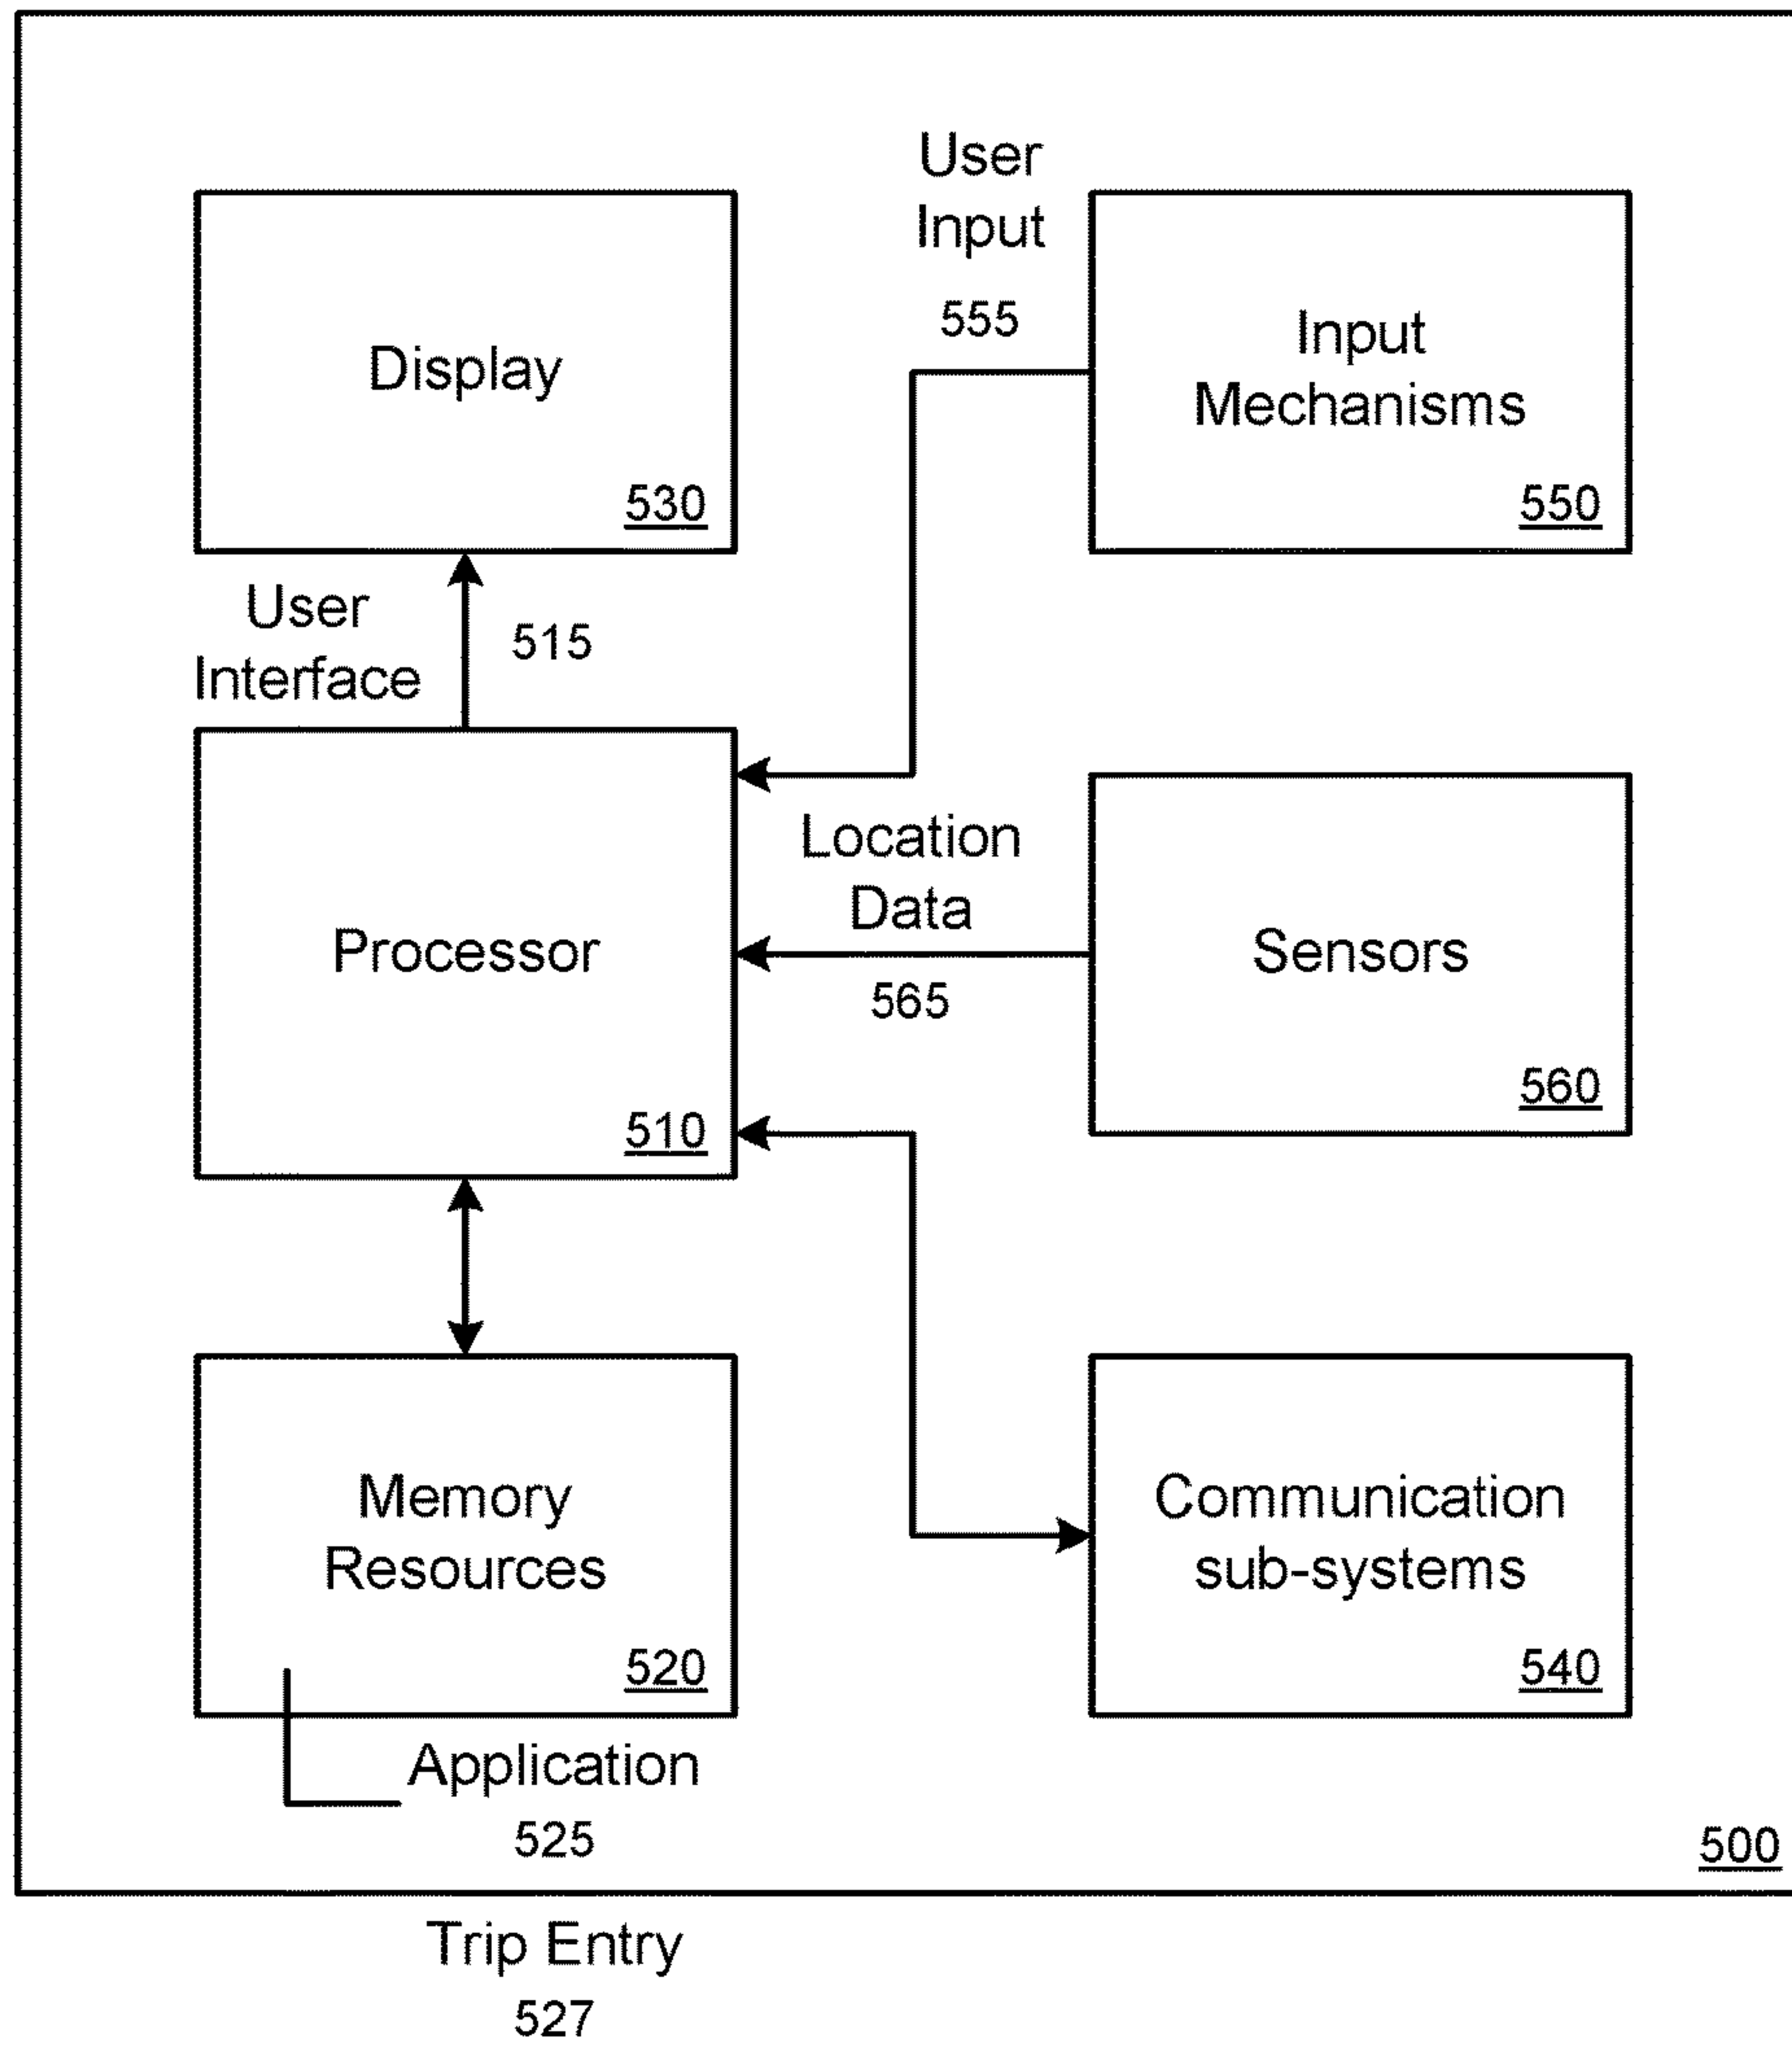 User
Input
555
Display
530
Input
Mechanisms
550
User
Interface
515
Processor
510
Location
Data
565
Sensors
560
Memory
Resources
520
Communication
sub-systems
540
Application
525
500
Trip Entry
527